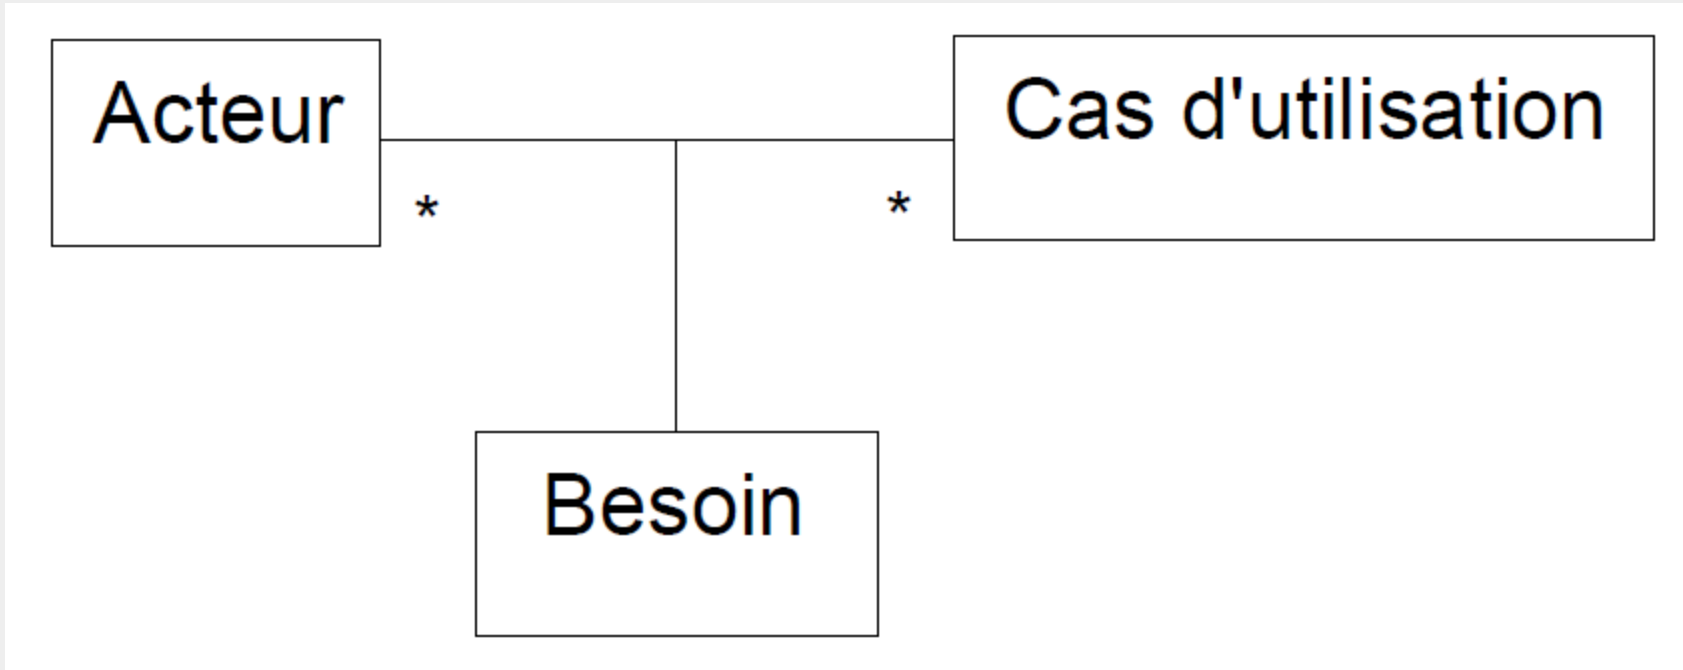 Acteur
Cas d'utilisation
*
*
Besoin